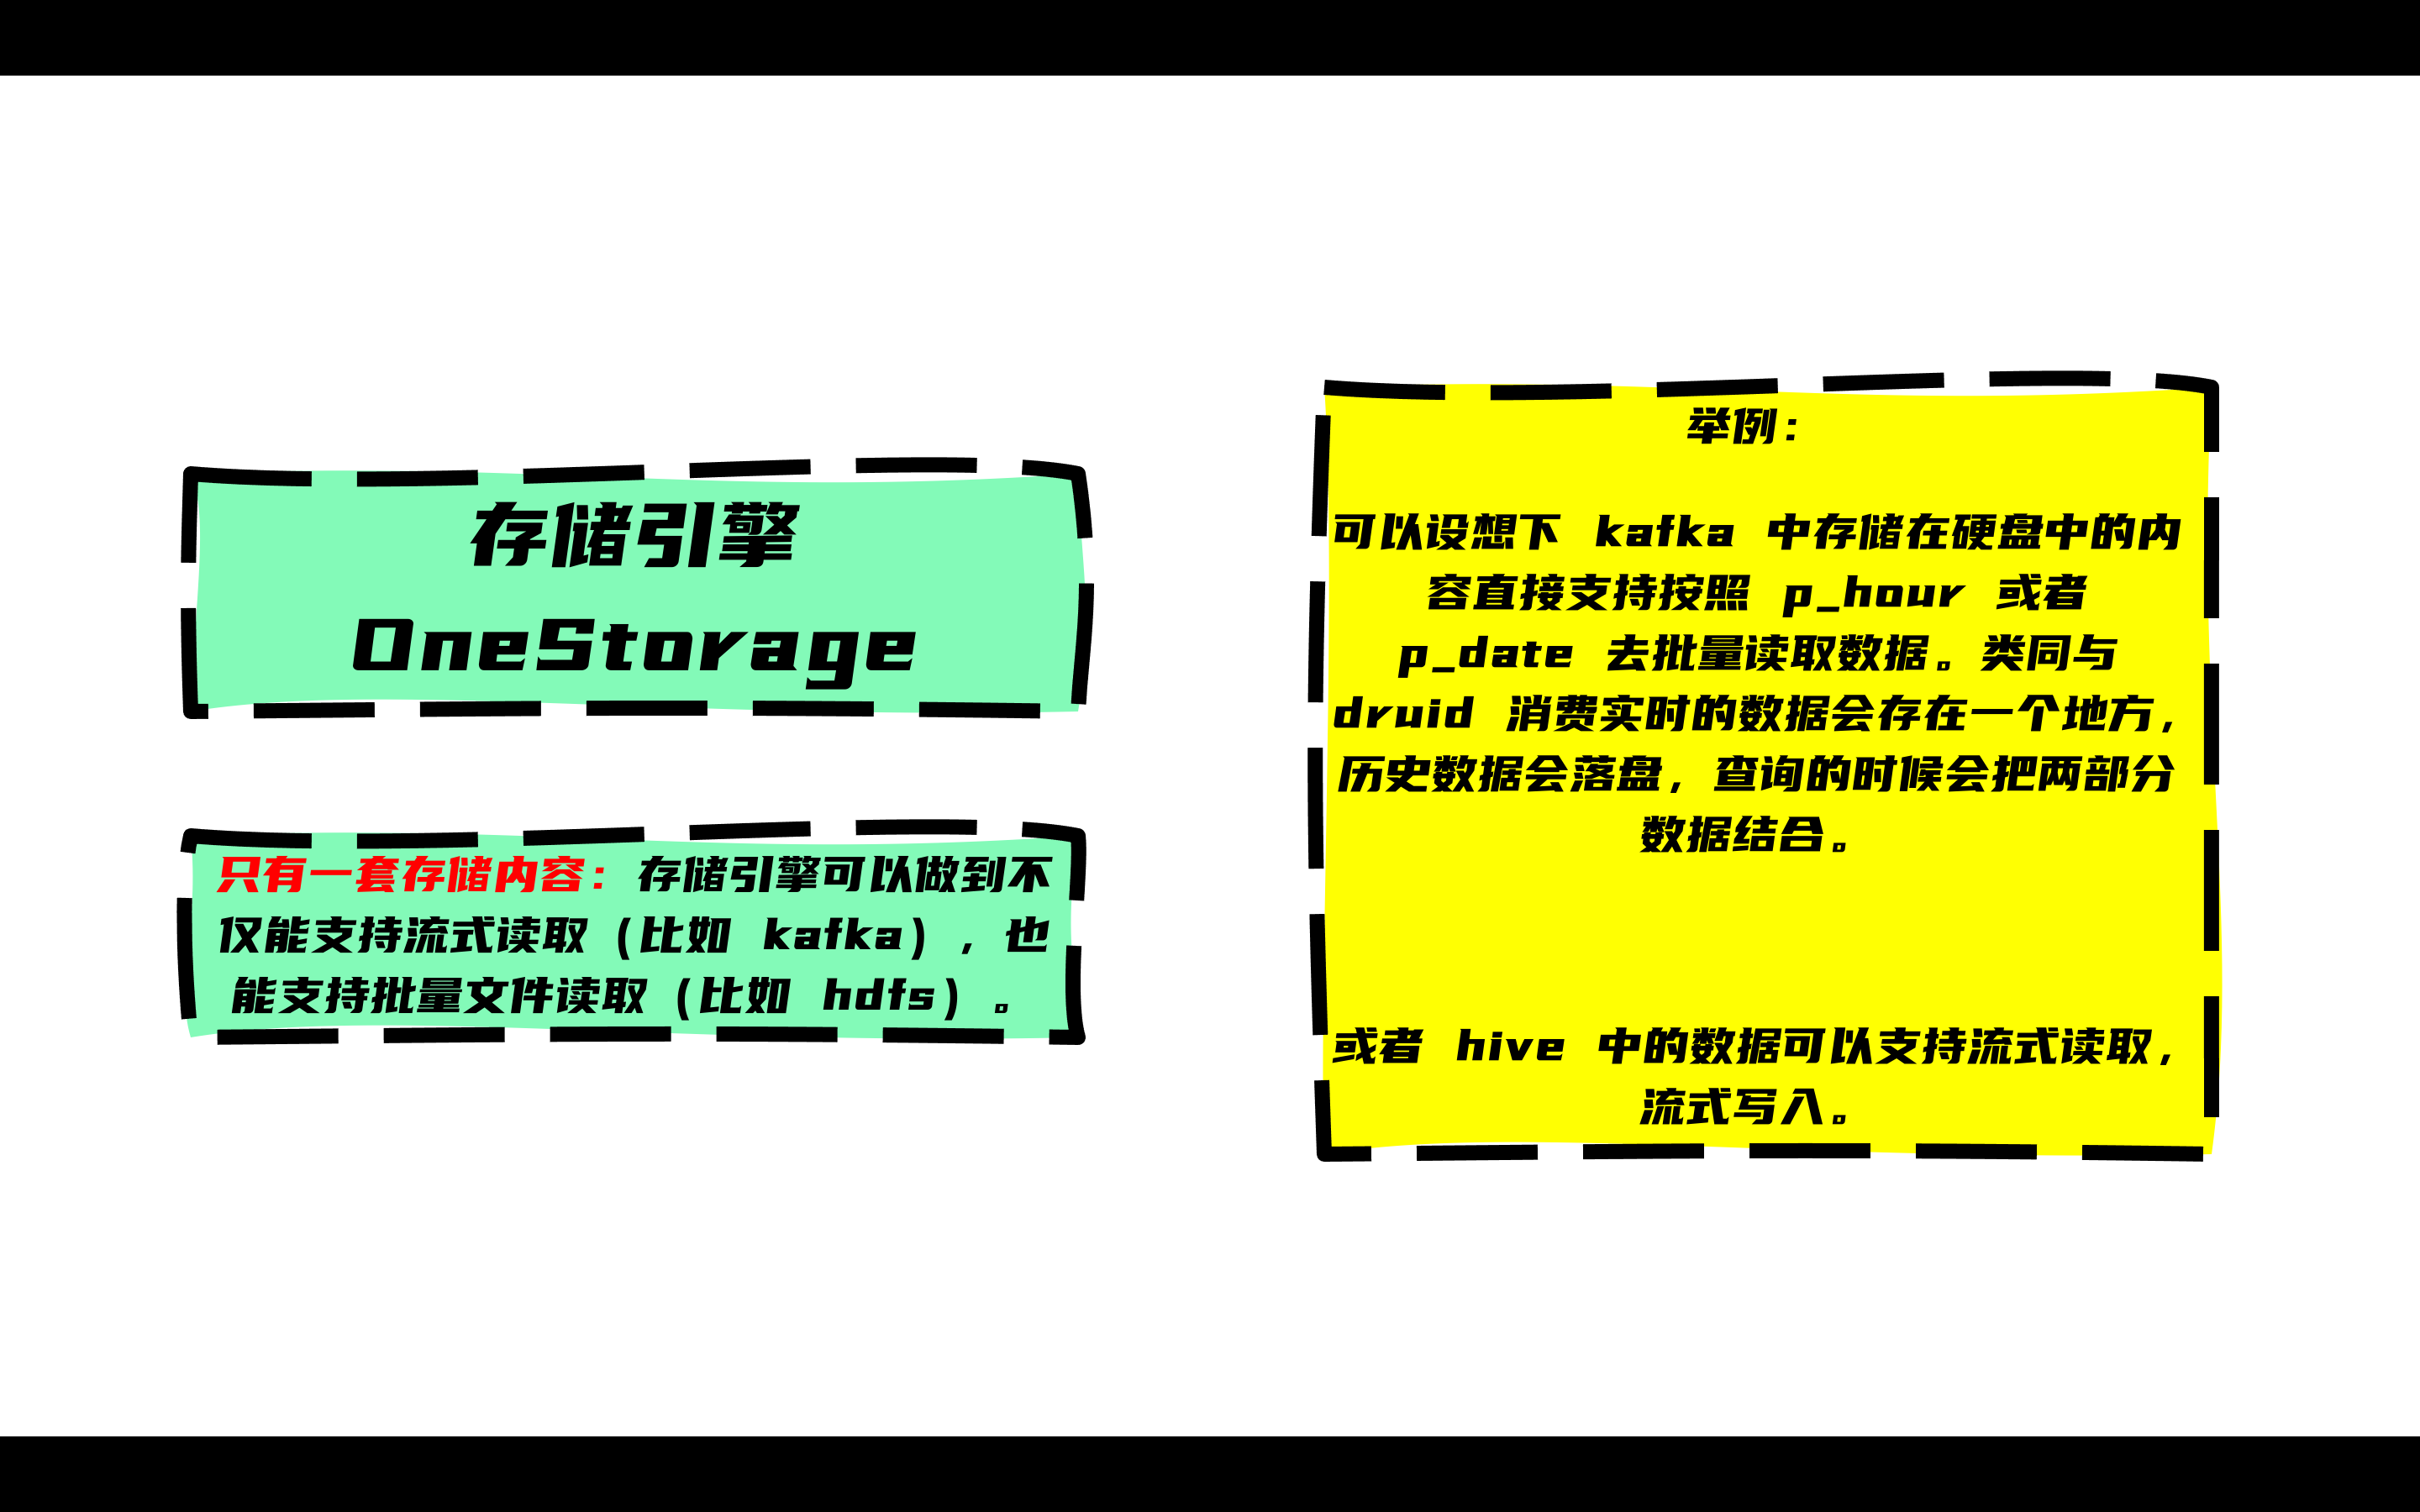 存储引擎
OneStorage
只有一套存储内容：存储引擎可以做到不
仅能支持流式读取（比如 kafka），也
能支持批量文件读取（比如 hdfs）。
举例：
可以设想下 kafka 中存储在硬盘中的内
容直接支持按照 p_hour 或者
p_date 去批量读取数据。类同与
druid 消费实时的数据会存在一个地方，
历史数据会落盘，查询的时候会把两部分
数据结合。
或者 hive 中的数据可以支持流式读取，
流式写入。